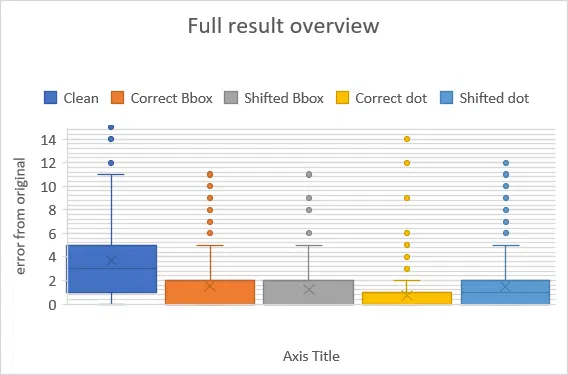 Full result overview
Clean Correct Bbox Shifted Bbox Correct dot Shifted dot
error from original
14
12
10
8
6
4
2
0
Axis Title